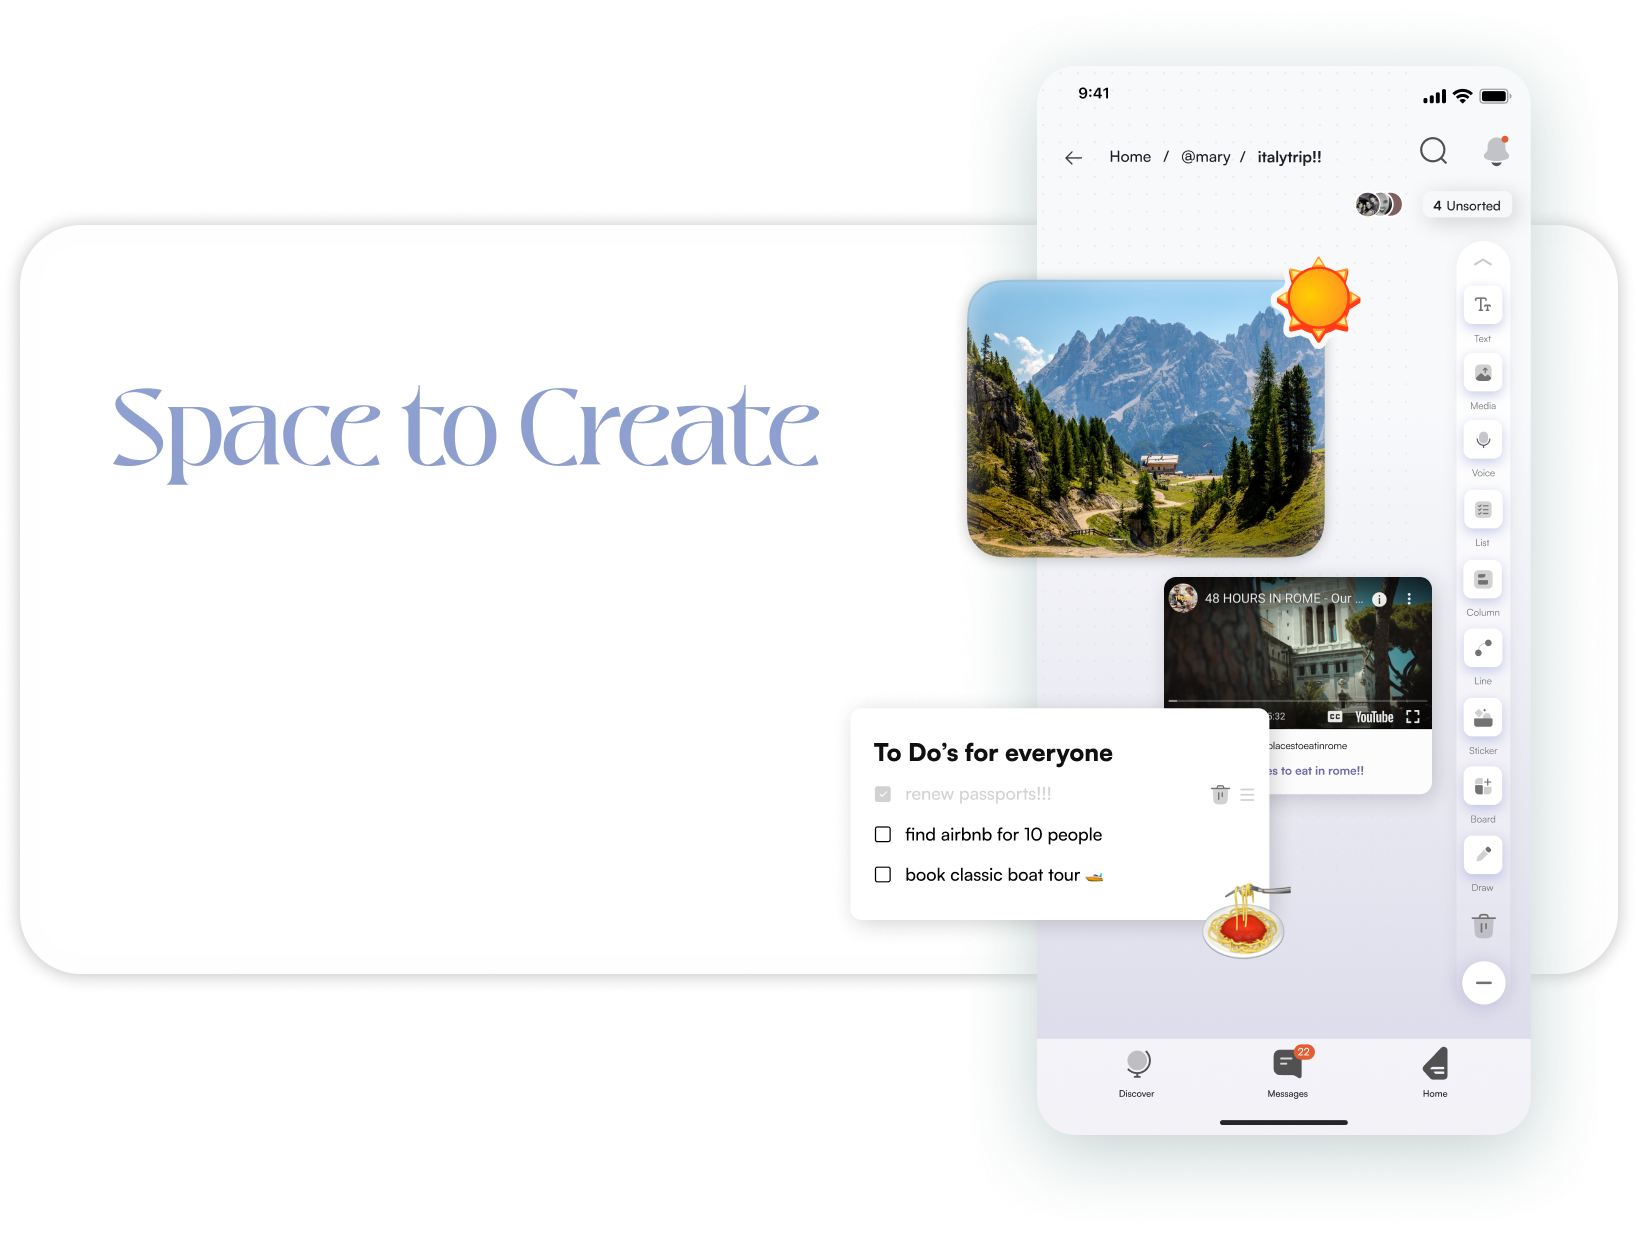 9:41
Home / @mary / italytrip!!
4 Unsorted
Space to Create
Text
Media
Voice
List
Column
Line
Sticker
Board
Draw
48 HOURS IN ROME - Our ...
5:32
CC
YouTube
placestoeatinrome
es to eat in rome!!
To Do’s for everyone
renew passports!!!
find airbnb for 10 people
book classic boat tour
22
Discover
Messages
Home